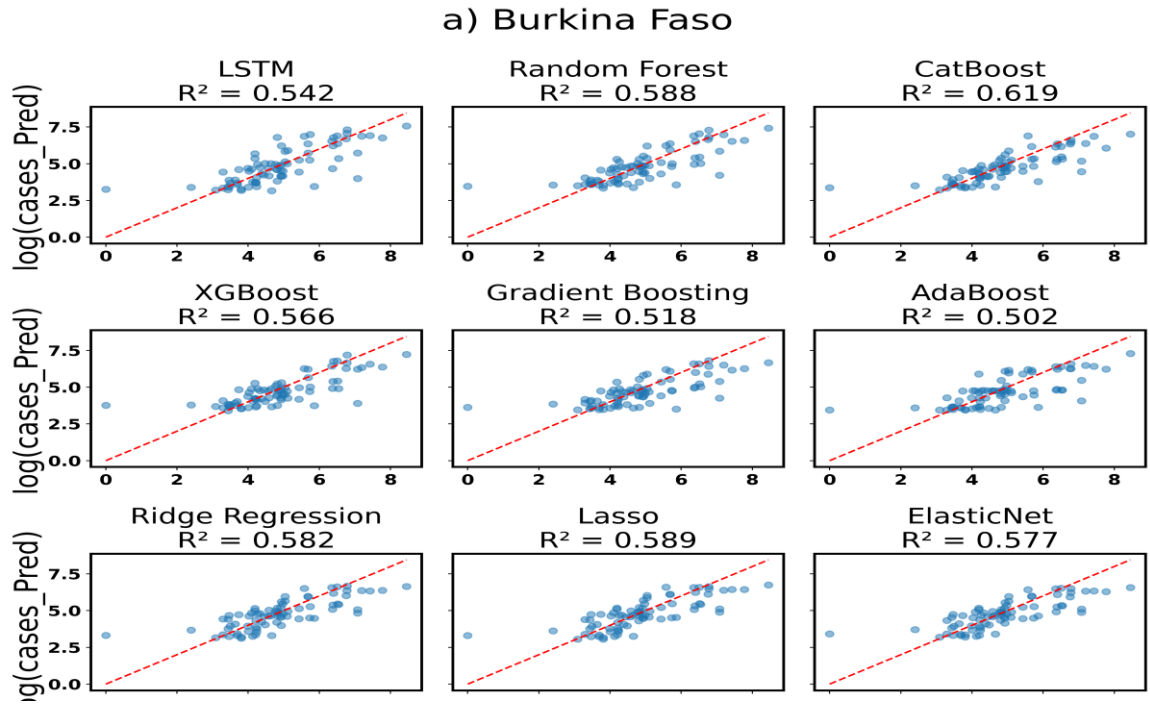 a) Burkina Faso
LSTM
R² = 0.542
Random Forest
R² = 0.588
CatBoost
R² = 0.619
log(cases_Pred)
7.5
5.0
2.5
0.0
0 2 4 6 8
0 2 4 6 8
0 2 4 6 8
XGBoost
R² = 0.566
Gradient Boosting
R² = 0.518
AdaBoost
R² = 0.502
log(cases_Pred)
7.5
5.0
2.5
0.0
0 2 4 6 8
0 2 4 6 8
0 2 4 6 8
Ridge Regression
R² = 0.582
Lasso
R² = 0.589
ElasticNet
R² = 0.577
og(cases_Pred)
7.5
5.0
2.5
0.0